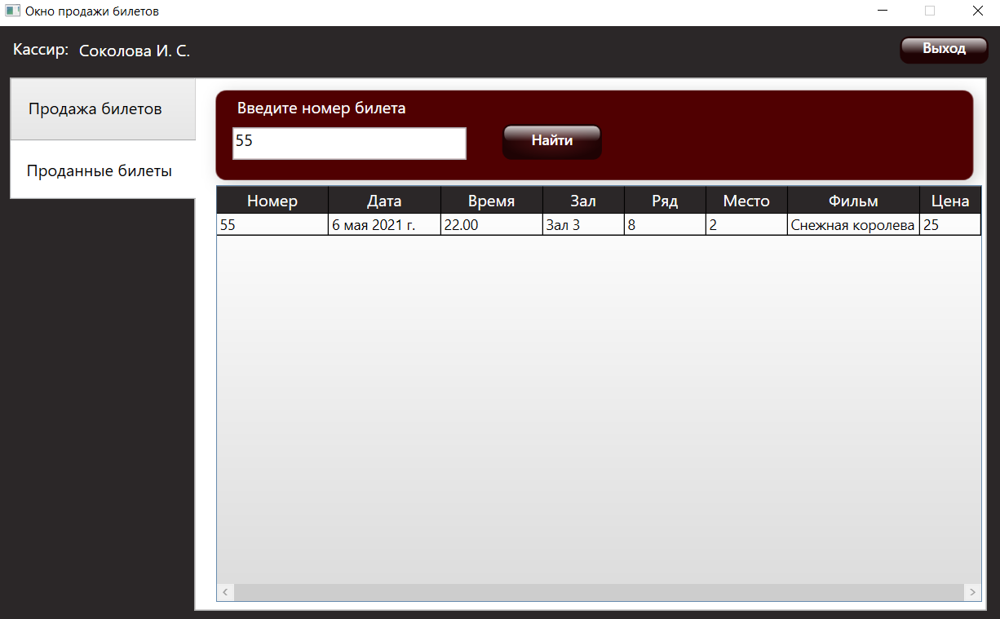 Окно продажи билетов
Кассир: Соколова И. С.
Выход
Продажа билетов
Проданные билеты
Введите номер билета
55
Найти
Номер Дата Время Зал Ряд Место Фильм Цена
55 6 мая 2021 г. 22.00 Зал 3 8 2 Снежная королева 25